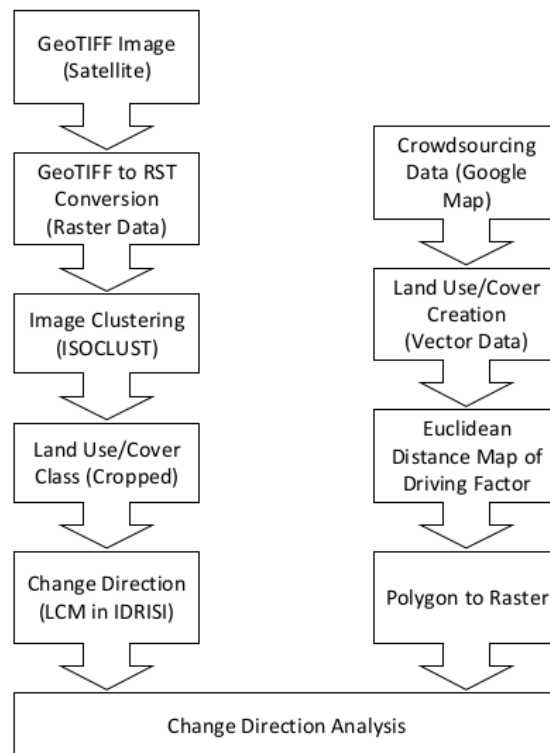 GeoTIFF Image
(Satellite)
GeoTIFF to RST
Conversion
(Raster Data)
Image Clustering
(ISOCLUST)
Land Use/Cover
Class (Cropped)
Change Direction
(LCM in IDRISI)
Crowdsourcing
Data (Google
Map)
Land Use/Cover
Creation
(Vector Data)
Euclidean
Distance Map of
Driving Factor
Polygon to Raster
Change Direction Analysis